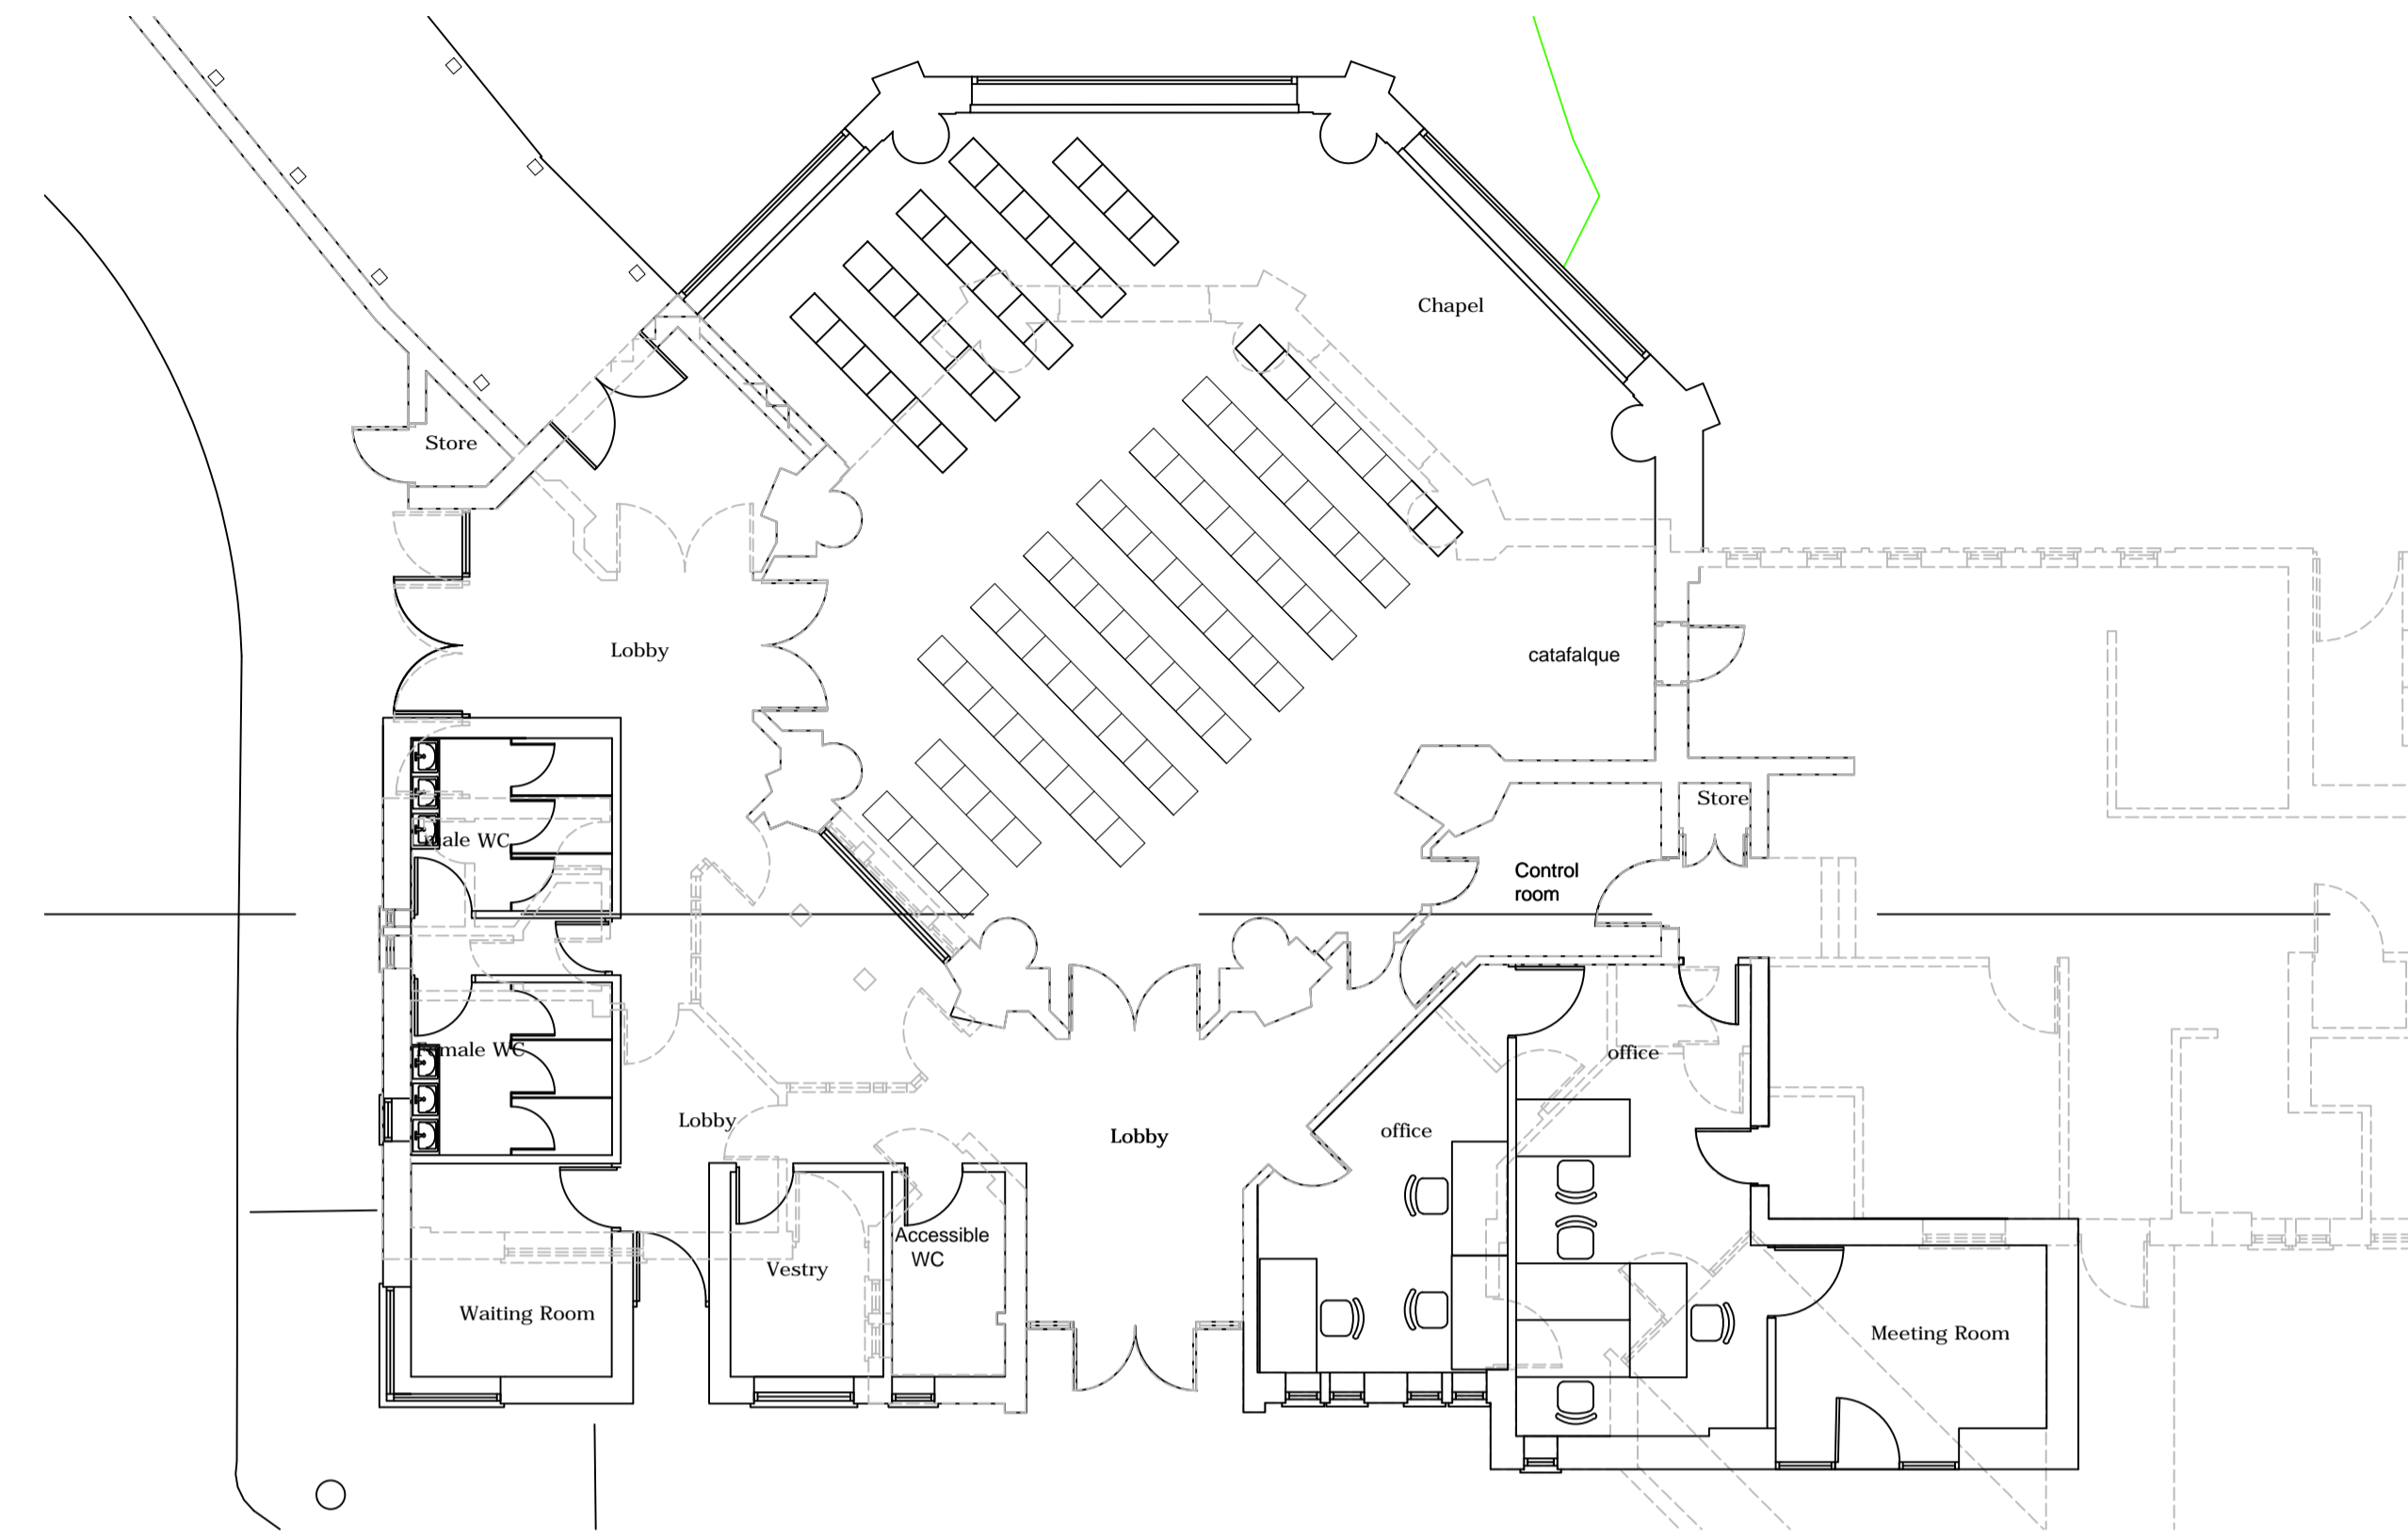 Chapel
Store
Lobby
catafalque
Store
male WC
Control
room
Female WC
office
Lobby
Lobby
office
Accessible
WC
Vestry
Waiting Room
Meeting Room